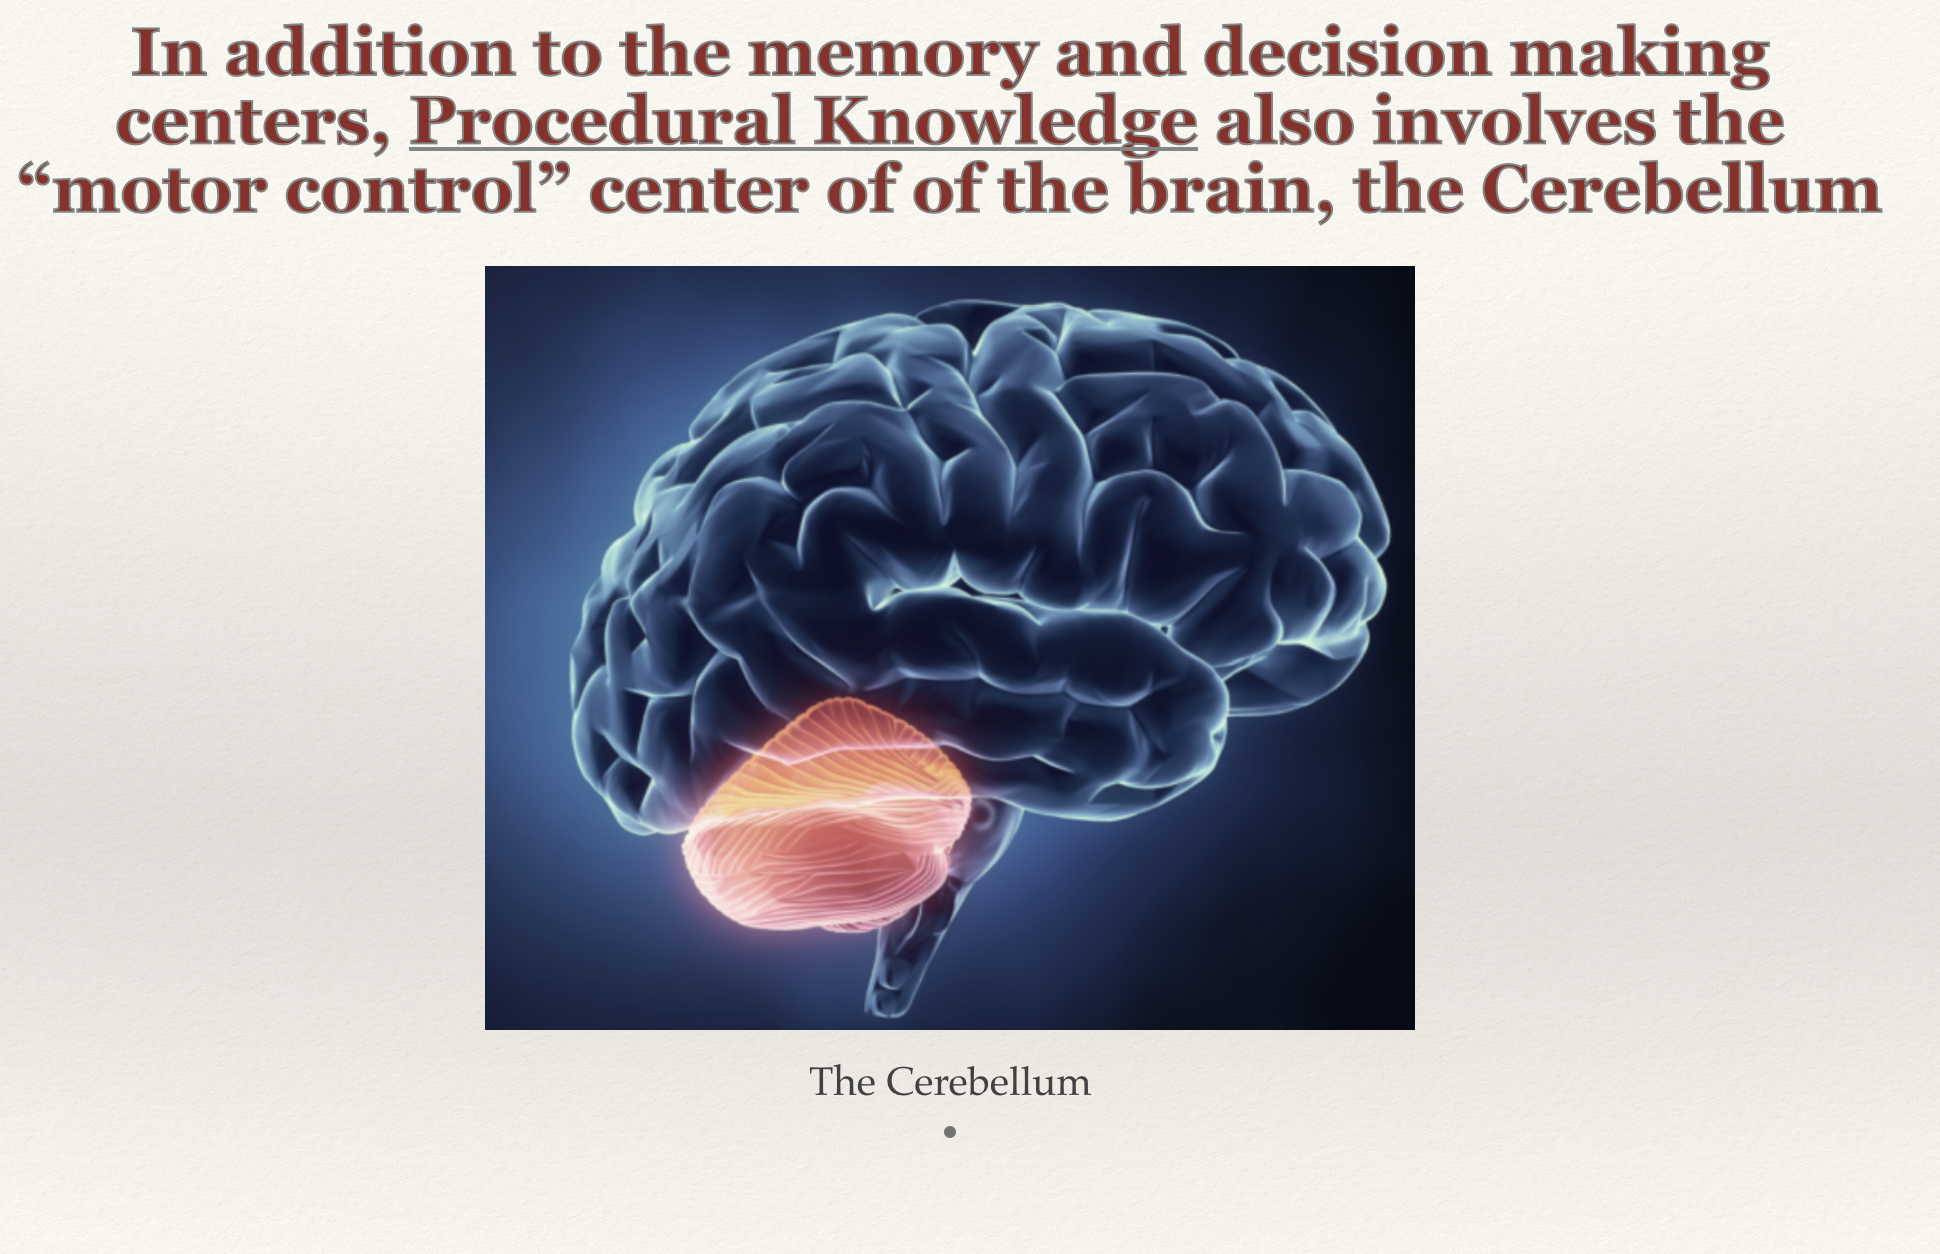 In addition to the memory and decision making
centers, Procedural Knowledge also involves the
“motor control” center of of the brain, the Cerebellum
The Cerebellum